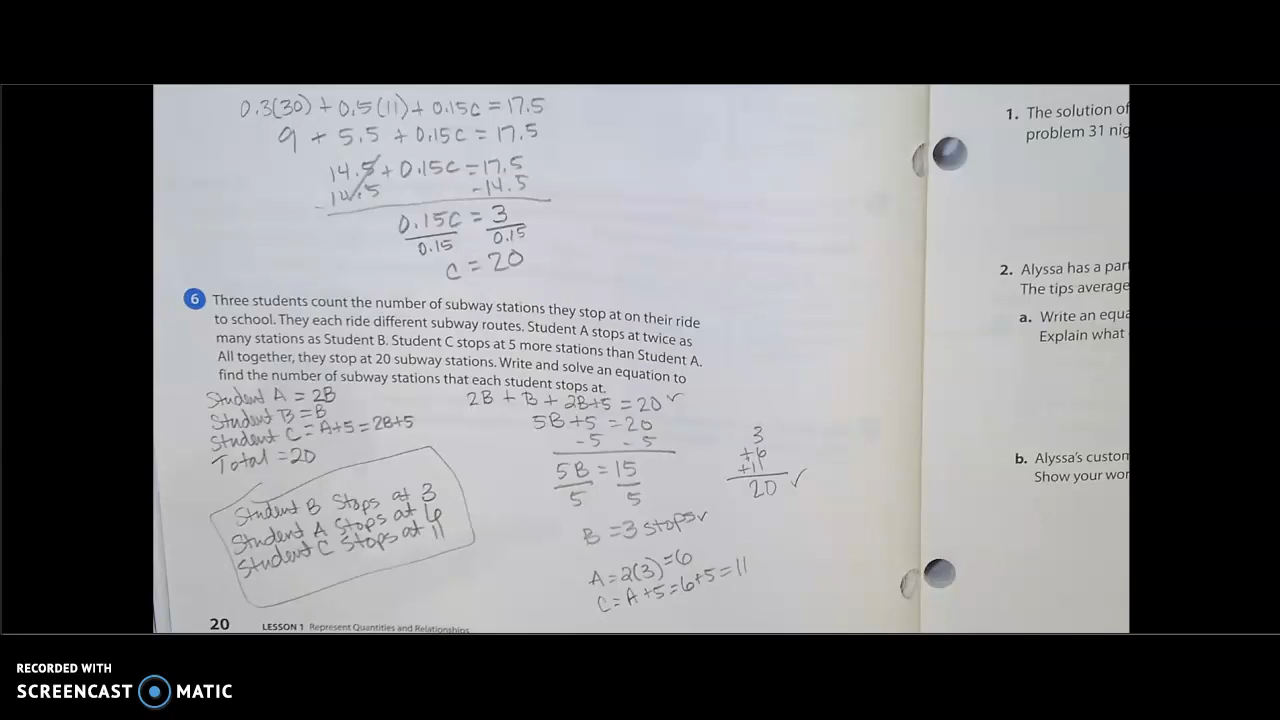 0.3(30) + 0.5(11) + 0.15c = 17.5
9 + 5.5 + 0.15c = 17.5
14.5 + 0.15c = 17.5
- 14.5 -14.5
0.15c = 3
0.15 0.15
c = 20
6 Three students count the number of subway stations they stop at on their ride
to school. They each ride different subway routes. Student A stops at twice as
many stations as Student B. Student C stops at 5 more stations than Student A.
All together, they stop at 20 subway stations. Write and solve an equation to
find the number of subway stations that each student stops at.
Student A = 2B
Student B = B
Student C = A+5 = 2B+5
Total = 20
Student B Stops at 3
Student A Stops at 6
Student C Stops at 11
2B + B + 2B+5 = 20 ✓
5B +5 = 20
-5 -5
5B = 15
5 5
B = 3 stops ✓
A = 2(3) = 6
C = A+5 = 6+5 = 11
3
+6
+11
20 ✓
20 LESSON 1 Represent Quantities and Relationships
1. The solution of
problem 31 nig
2. Alyssa has a par
The tips average
a. Write an equa
Explain what
b. Alyssa's custom
Show your wor
RECORDED WITH
SCREENCAST MATIC